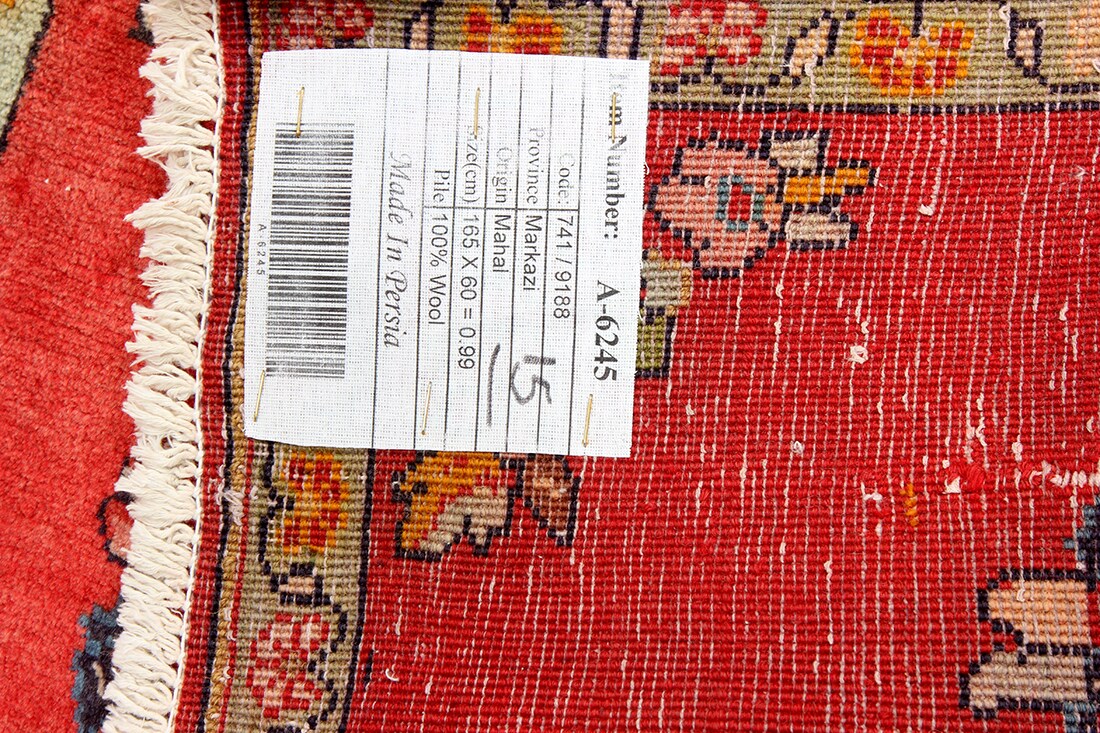 Item Number: A-6245
Code: 741 / 9188
Province Markazi
Origin Mahal
Size(cm) 165 X 60 = 0.99
Pile 100% Wool
15
Made In Persia
A-6245